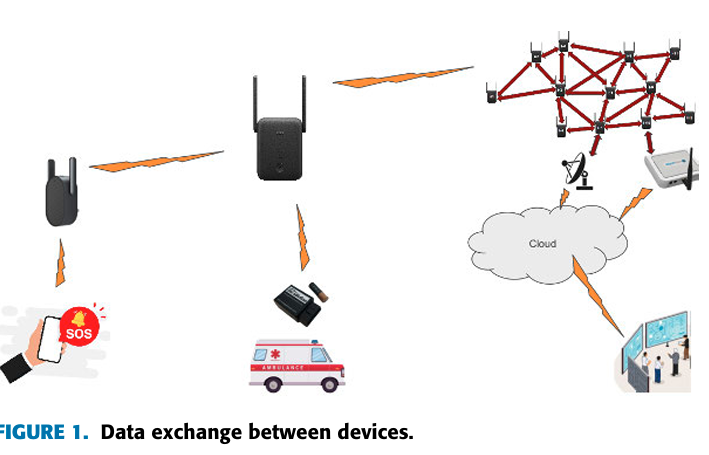 Cloud
SOS
AMBULANCE
FIGURE 1. Data exchange between devices.